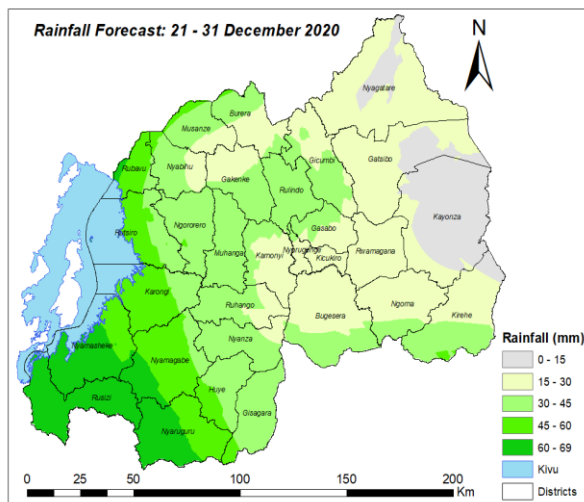 Rainfall Forecast: 21 - 31 December 2020
N
Nyagatare
Burera
Musanze
Rubavu
Nyabihu
Gakenke
Gicumbi
Gatsibo
Rulindo
Rutsiro
Ngororero
Gasabo
Kayonza
Muhanga
Kamonyi
Nyarugenge
Kicukiro
Rwamagana
Karongi
Ruhango
Bugesera
Ngoma
Kirehe
Nyamasheke
Nyamagabe
Nyanza
Rusizi
Huye
Gisagara
Nyaruguru
Rainfall (mm)
0 - 15
15 - 30
30 - 45
45 - 60
60 - 69
Kivu
Districts
0 50 100 150 200
Km